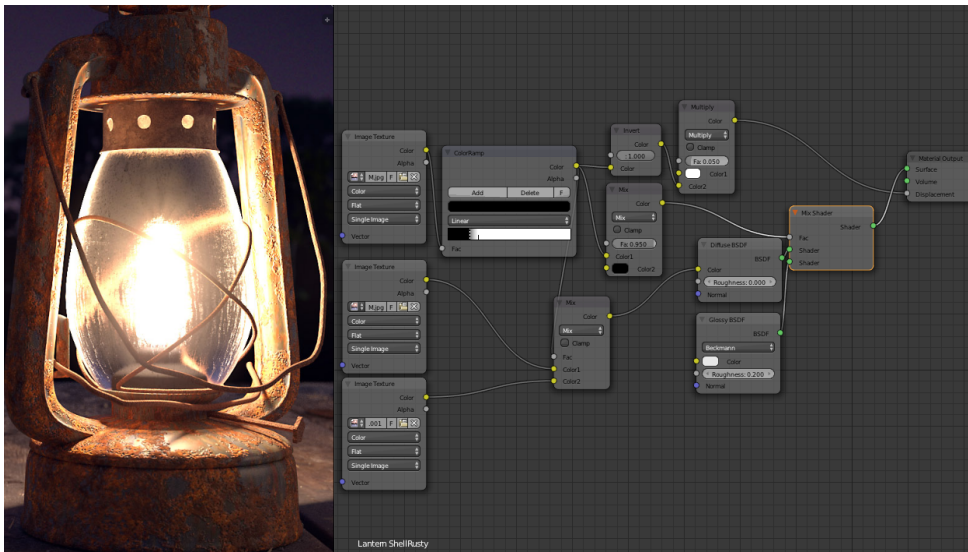 Image Texture
Color
Alpha
M.jpg F
Color
Flat
Single Image
Vector
Image Texture
Color
Alpha
M.jpg F
Color
Flat
Single Image
Vector
Image Texture
Color
Alpha
.001 F
Color
Flat
Single Image
Vector
ColorRamp
Color
Alpha
Add Delete F
Linear
Fac
Invert
Color
: 1.000
Color
Multiply
Color
Multiply
Clamp
Fa: 0.050
Color1
Color2
Mix
Color
Mix
Clamp
Fa: 0.950
Color1
Color2
Mix
Color
Mix
Clamp
Fac
Color1
Color2
Diffuse BSDF
BSDF
Color
Roughness: 0.000
Normal
Glossy BSDF
BSDF
Beckmann
Color
Roughness: 0.200
Normal
Mix Shader
Shader
Fac
Shader
Shader
Material Output
Surface
Volume
Displacement
Lantern ShellRusty